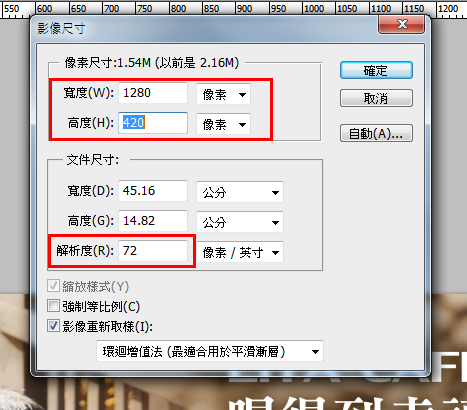 550 600 650 700 750 800 850 900 950 1000 1050 1100 1150 1200
影像尺寸
像素尺寸:1.54M (以前是 2.16M)
寬度(W): 1280 像素
高度(H): 420 像素
確定
取消
自動(A)...
文件尺寸:
寬度(D): 45.16 公分
高度(G): 14.82 公分
解析度(R): 72 像素 / 英寸
縮放樣式(Y)
強制等比例(C)
影像重新取樣(I):
環迴增值法 (最適合用於平滑漸層)